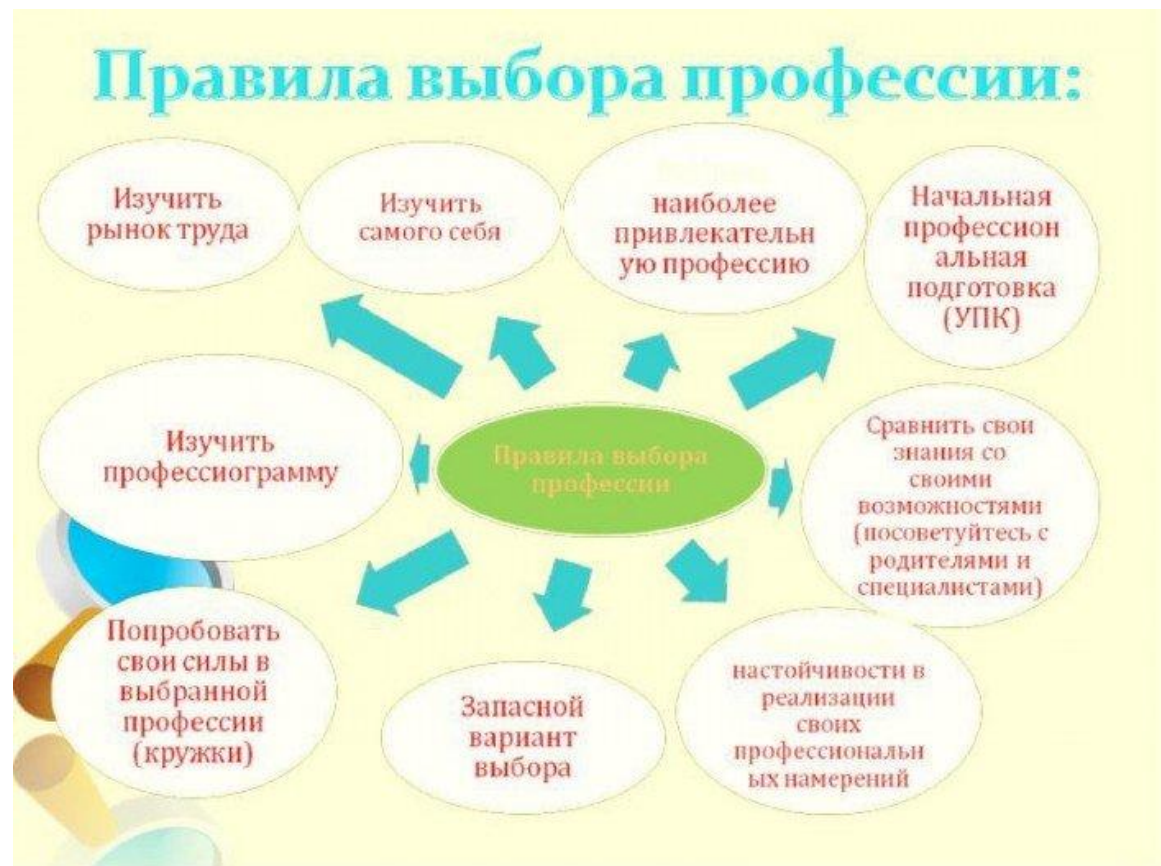 Правила выбора профессии:
Изучить
рынок труда
Изучить
самого себя
наиболее
привлекательн
ую профессию
Начальная
профессион
альная
подготовка
(УПК)
Изучить
профессиограмму
Правила выбора
профессии
Сравнить свои
знания со
своими
возможностями
(посоветуйтесь с
родителями и
специалистами)
Попробовать
свои силы в
выбранной
профессии
(кружки)
Запасной
вариант
выбора
настойчивости в
реализации
своих
профессиональн
ых намерений